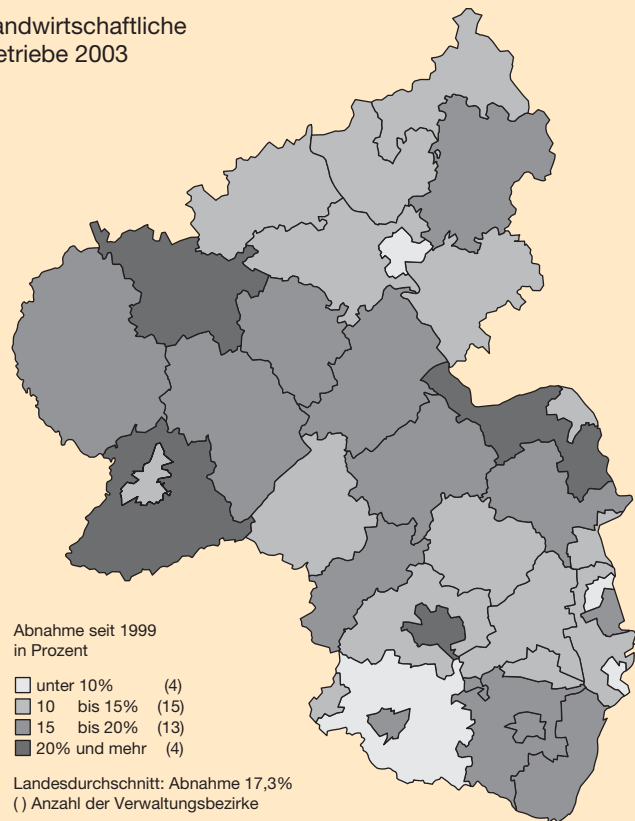 andwirtschaftliche
etriebe 2003
Abnahme seit 1999
in Prozent
unter 10% (4)
10 bis 15% (15)
15 bis 20% (13)
20% und mehr (4)
Landesdurchschnitt: Abnahme 17,3%
( ) Anzahl der Verwaltungsbezirke